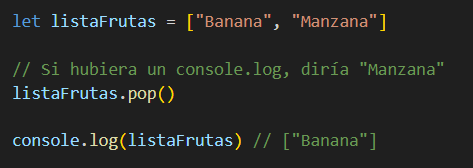 let listaFrutas = ["Banana", "Manzana"]
// Si hubiera un console.log, diría "Manzana"
listaFrutas.pop()
console.log(listaFrutas) // ["Banana"]